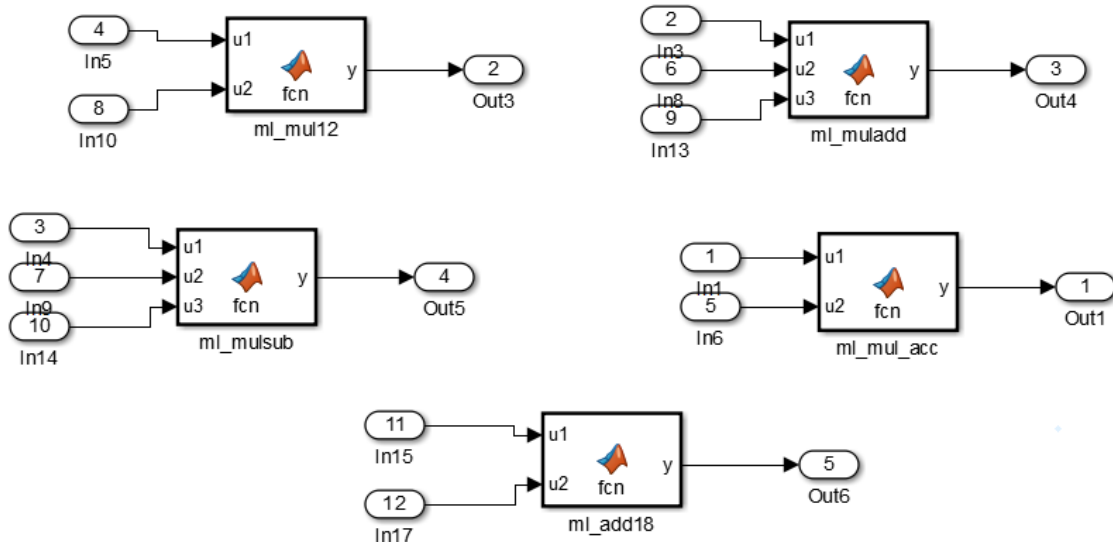 4
In5
8
In10
u1
u2
fcn
y
ml_mul12
2
Out3
2
In3
6
In8
9
In13
u1
u2
u3
fcn
y
ml_muladd
3
Out4
3
In4
7
In9
10
In14
u1
u2
u3
fcn
y
ml_mulsub
4
Out5
1
In1
5
In6
u1
u2
fcn
y
ml_mul_acc
1
Out1
11
In15
12
In17
u1
u2
fcn
y
ml_add18
5
Out6